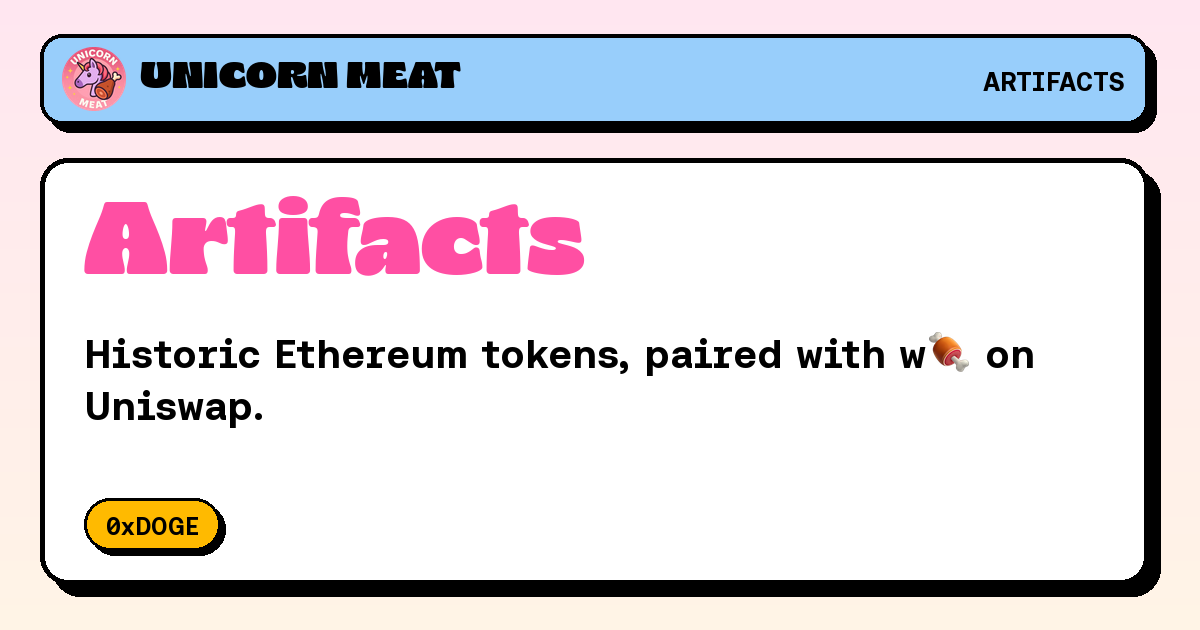 UNICORN MEAT
UNICORN MEAT
ARTIFACTS
Artifacts
Historic Ethereum tokens, paired with w🍖 on
Uniswap.
0xDOGE